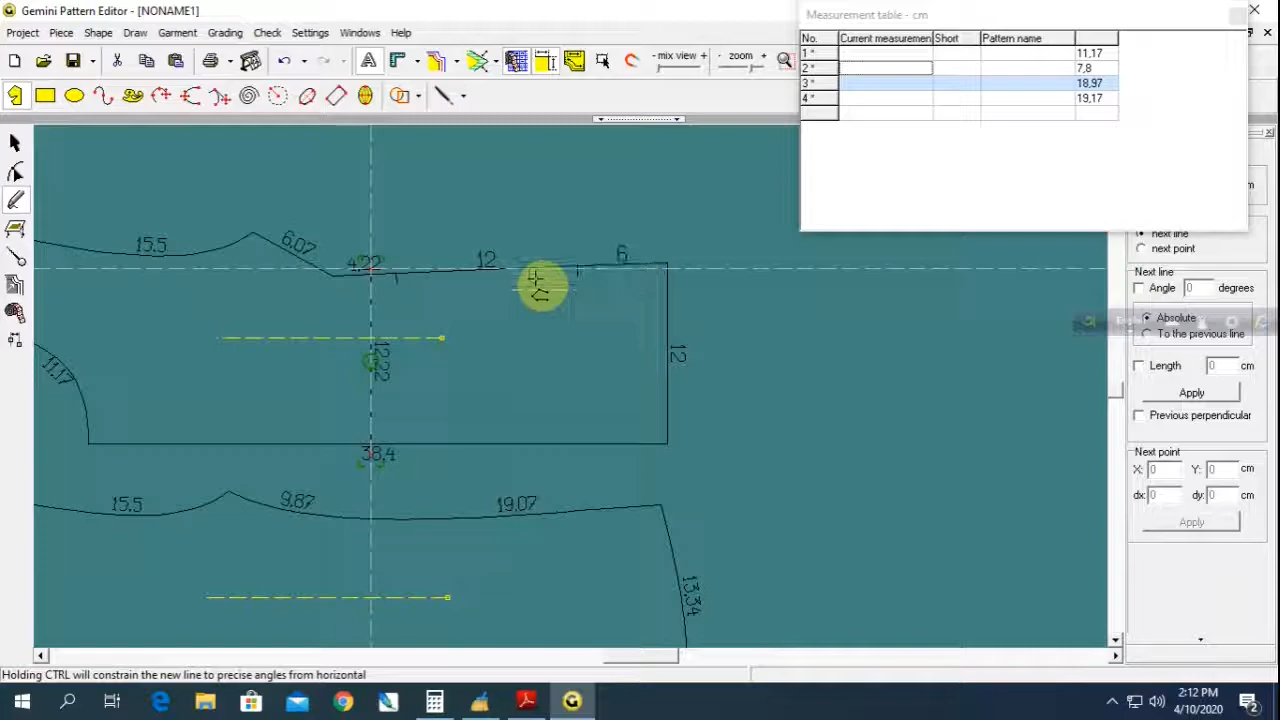 Gemini Pattern Editor - [NONAME1]
Project Piece Shape Draw Garment Grading Check Settings Windows Help
- mix view + - zoom +
Measurement table - cm
No. Current measuremen Short Pattern name
1 * 11,17
2 * 7,8
3 * 18,97
4 * 19,17
next line
next point
Next line
Angle 0 degrees
Absolute
To the previous line
Length 0 cm
Apply
Previous perpendicular
Next point
X: 0 Y: 0 cm
dx: 0 dy: 0 cm
Apply
15.5
6.07
4.22
12
6
12.22
12
11.17
38.4
15.5
9.87
19.07
13.34
Holding CTRL will constrain the new line to precise angles from horizontal
2:12 PM
4/10/2020
2